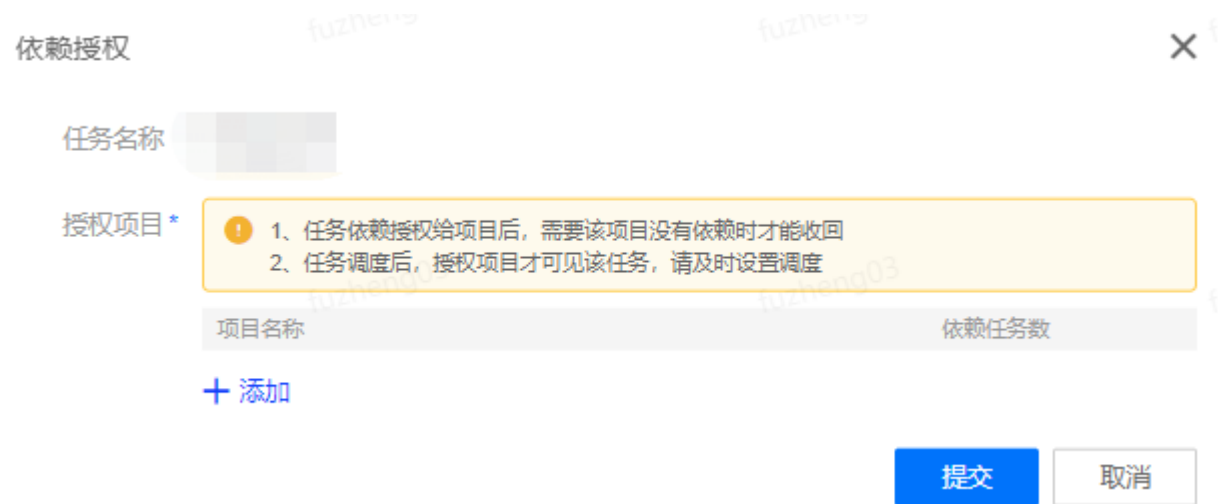 依赖授权
任务名称
授权项目*
1、任务依赖授权给项目后，需要该项目没有依赖时才能收回
2、任务调度后，授权项目才可见该任务，请及时设置调度
项目名称 依赖任务数
添加
提交 取消
fuzheng03
fuzheng03